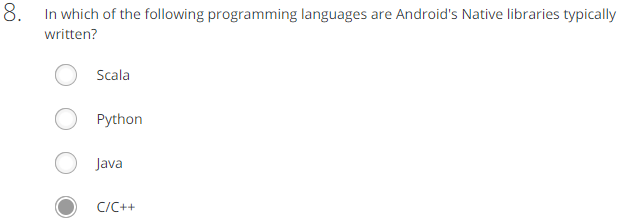 8. In which of the following programming languages are Android's Native libraries typically
written?
Scala
Python
Java
C/C++